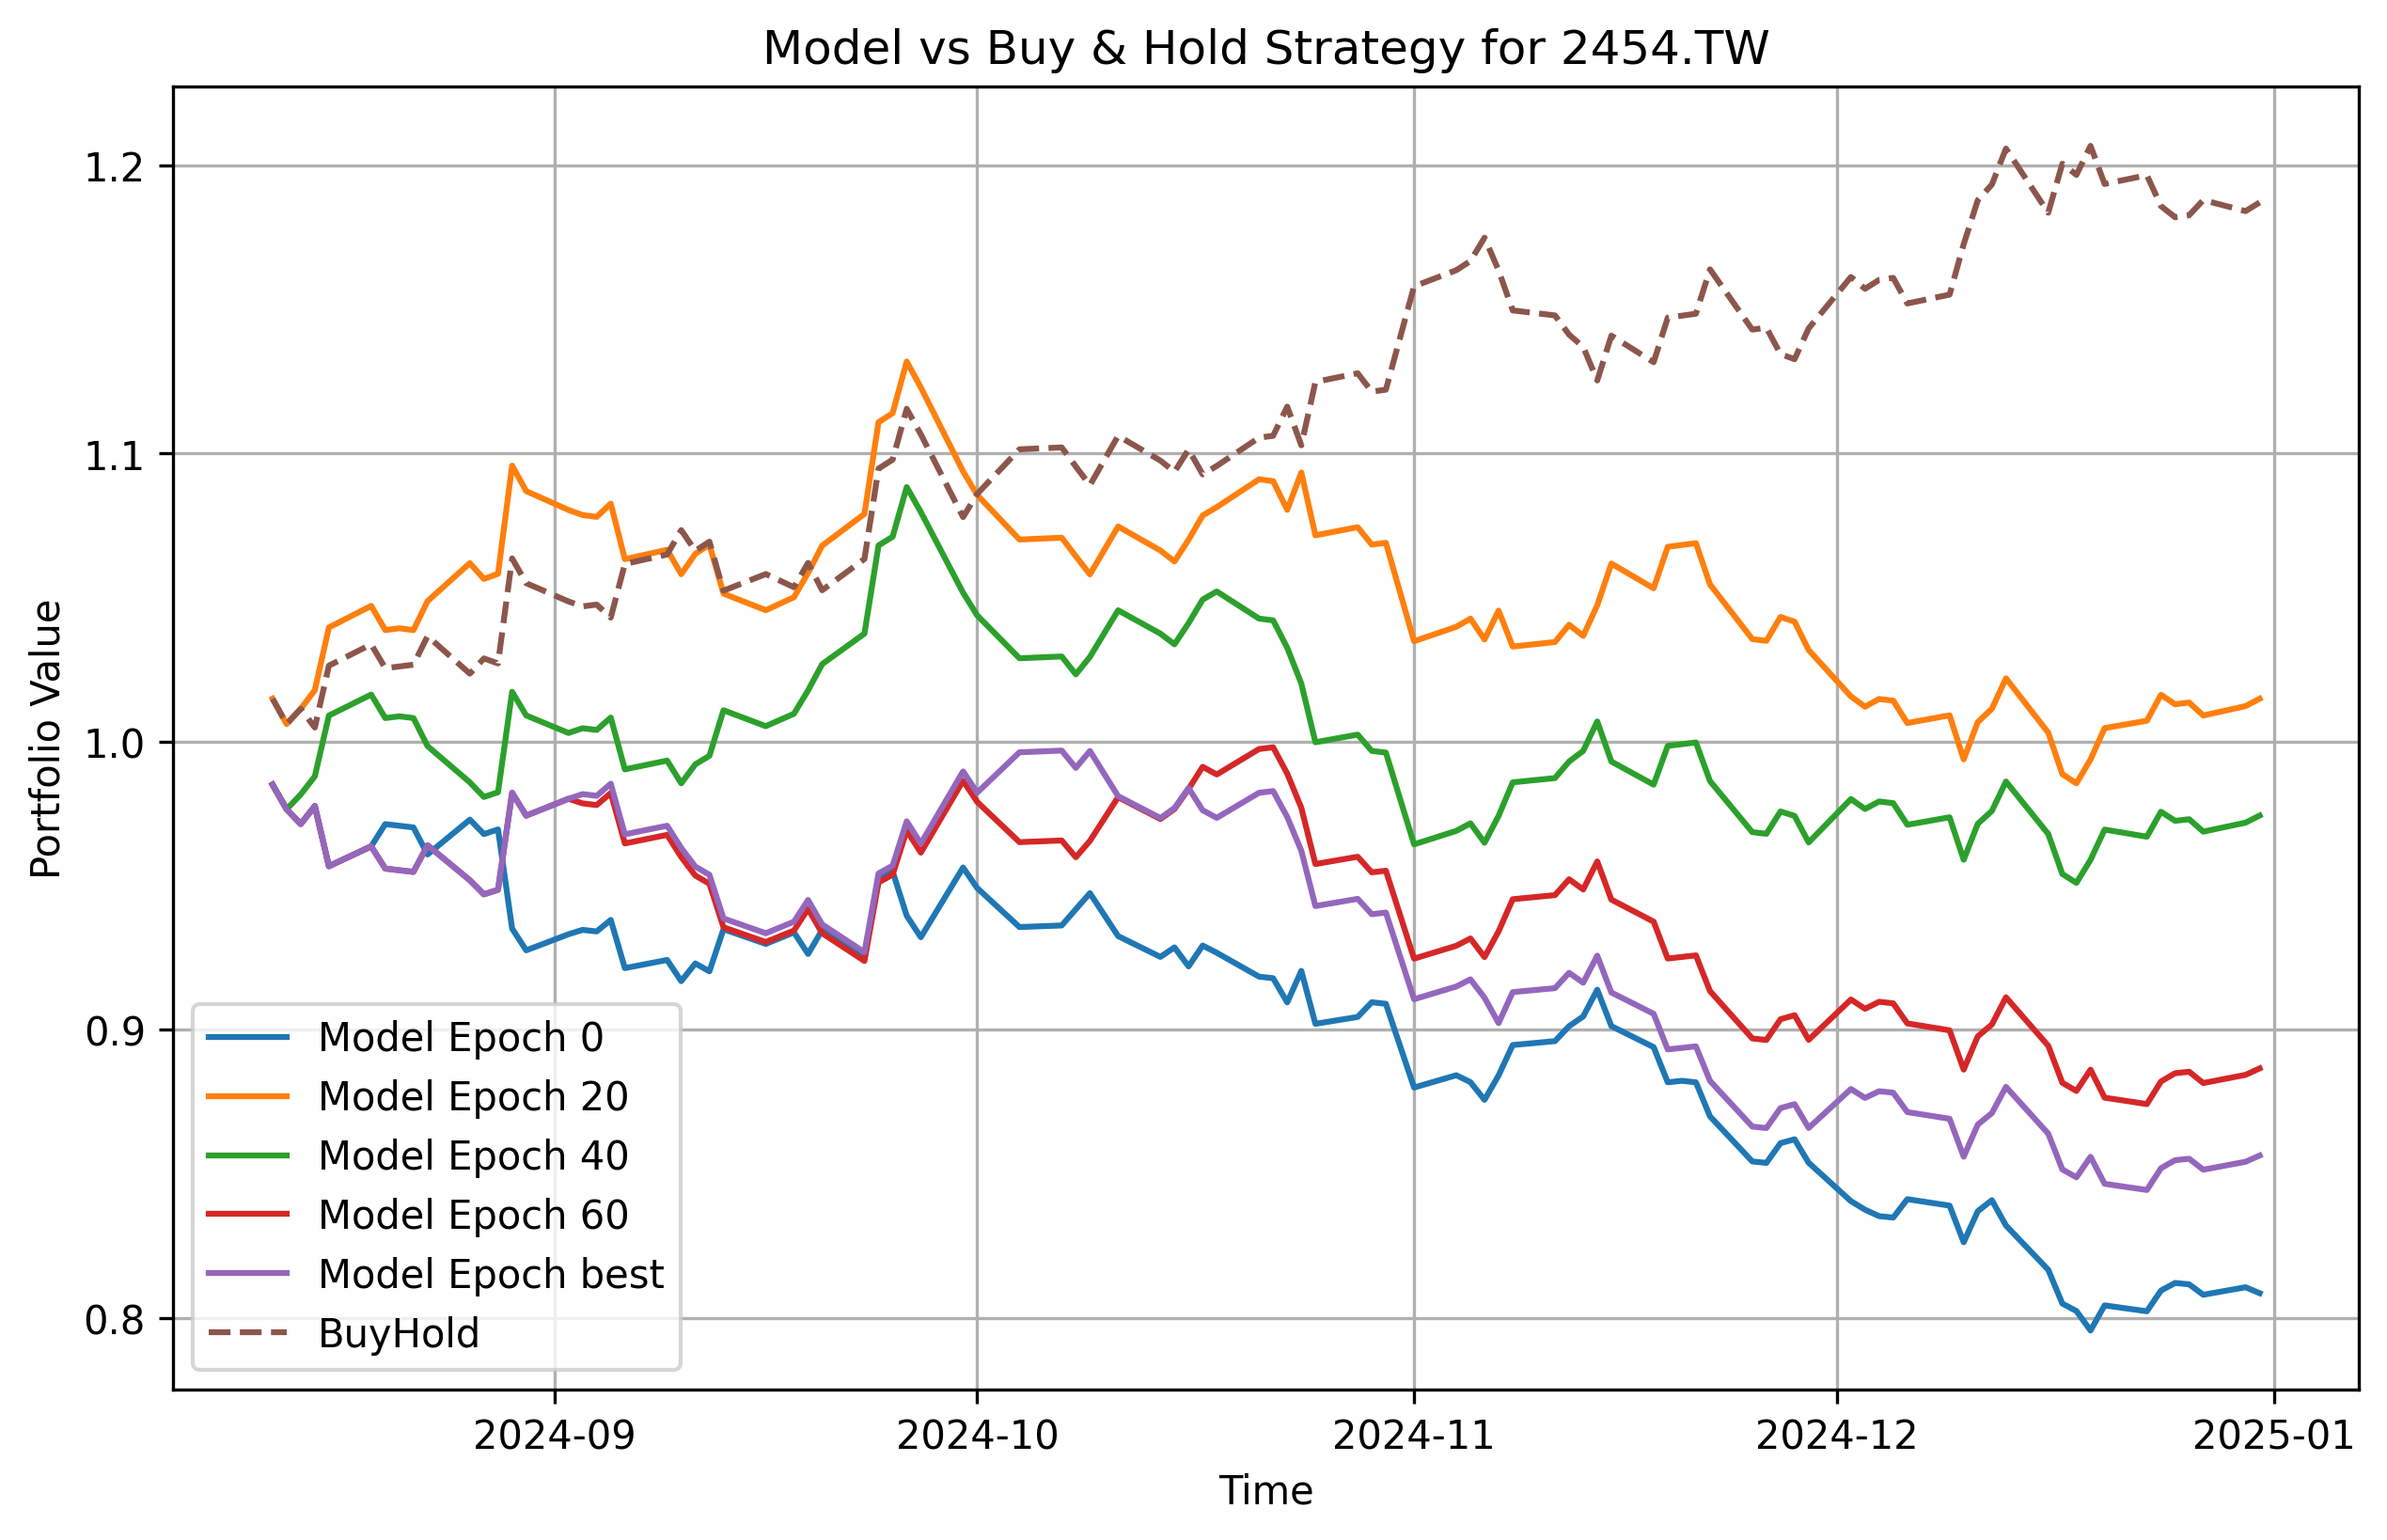 Model vs Buy & Hold Strategy for 2454.TW
Portfolio Value
1.2
1.1
1.0
0.9
0.8
Model Epoch 0
Model Epoch 20
Model Epoch 40
Model Epoch 60
Model Epoch best
BuyHold
2024-09 2024-10 2024-11 2024-12 2025-01
Time